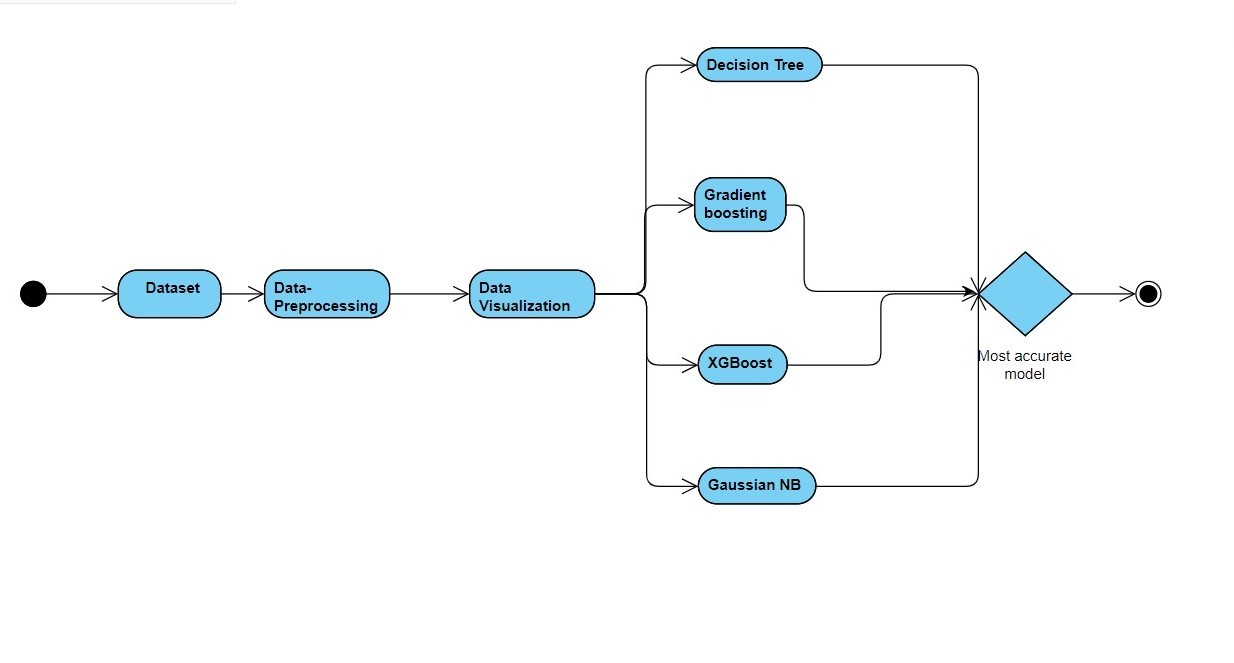 Decision Tree
Gradient
boosting
Dataset
Data-
Preprocessing
Data
Visualization
XGBoost
Most accurate
model
Gaussian NB